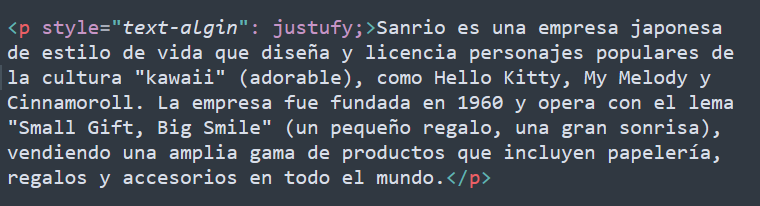 <p style="text-algin": justufy;>Sanrio es una empresa japonesa
de estilo de vida que diseña y licencia personajes populares de
la cultura "kawaii" (adorable), como Hello Kitty, My Melody y
Cinnamoroll. La empresa fue fundada en 1960 y opera con el lema
"Small Gift, Big Smile" (un pequeño regalo, una gran sonrisa),
vendiendo una amplia gama de productos que incluyen papelería,
regalos y accesorios en todo el mundo.</p>